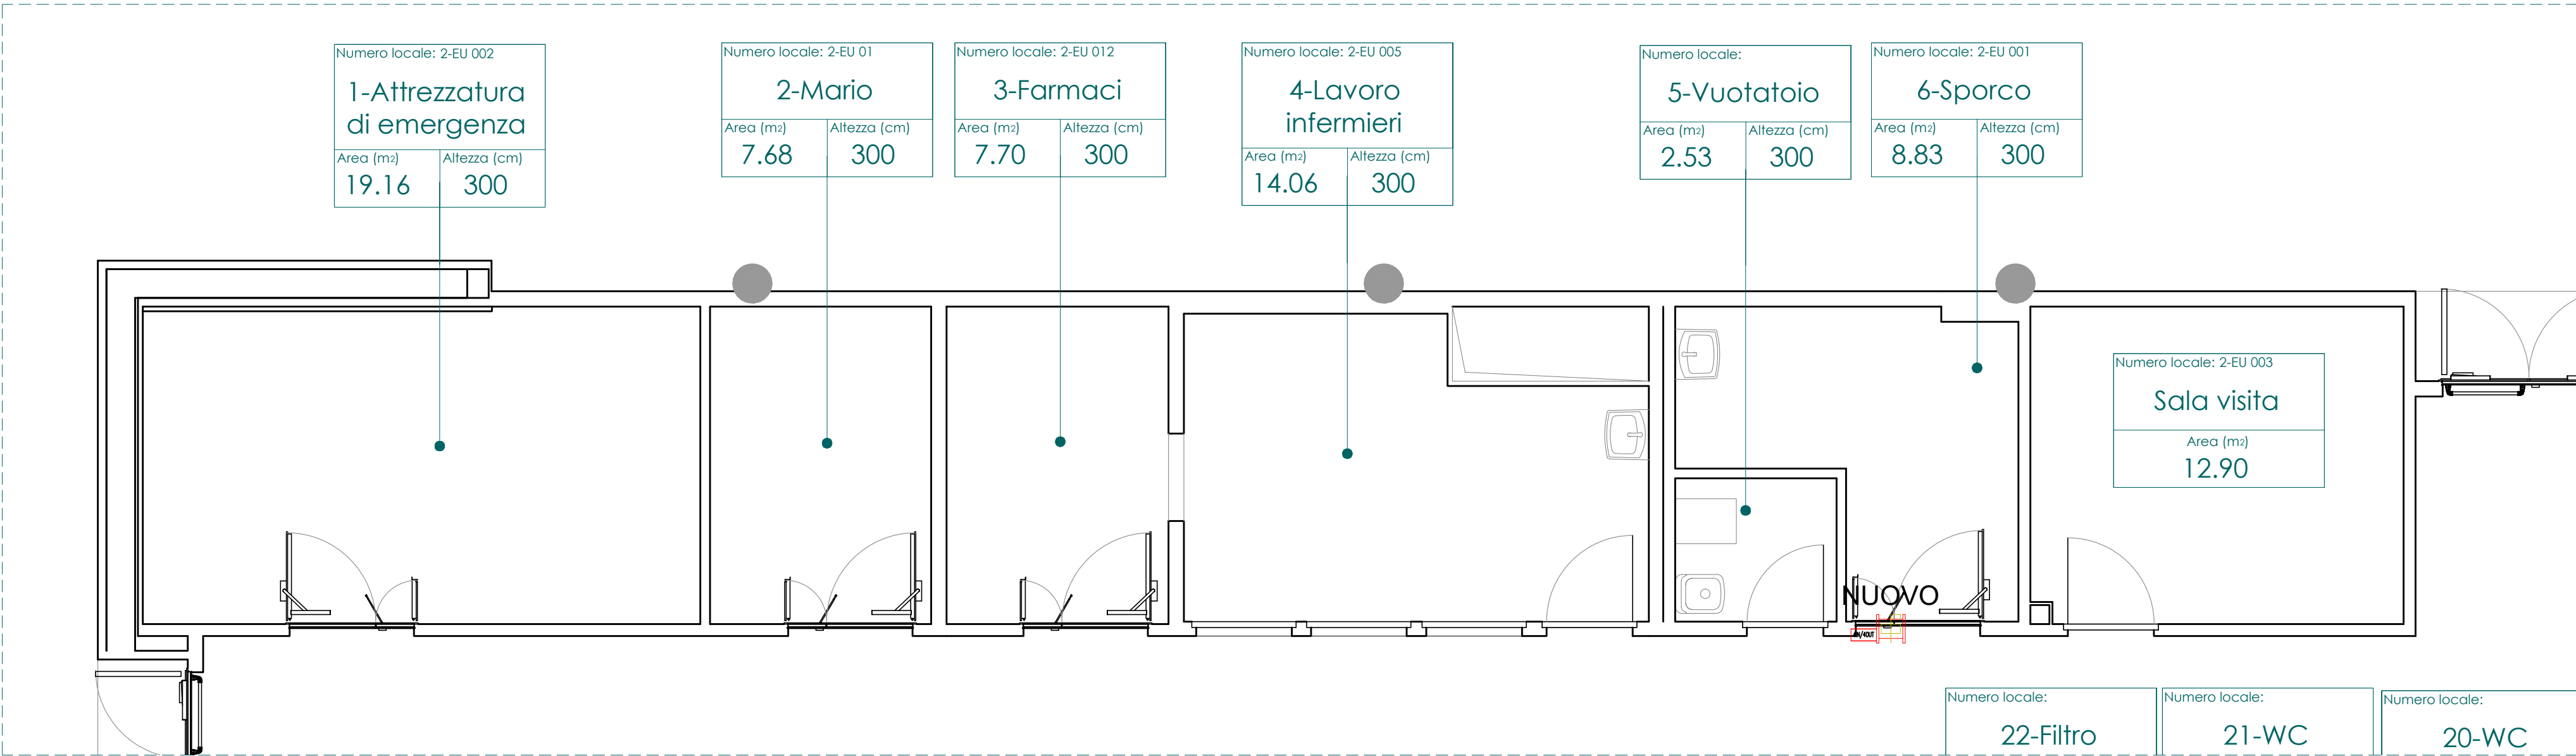 Numero locale: 2-EU 002
1-Attrezzatura
di emergenza
Area (m2)
Altezza (cm)
19.16
300
Numero locale: 2-EU 01
2-Mario
Area (m2)
Altezza (cm)
7.68
300
Numero locale: 2-EU 012
3-Farmaci
Area (m2)
Altezza (cm)
7.70
300
Numero locale: 2-EU 005
4-Lavoro
infermieri
Area (m2)
Altezza (cm)
14.06
300
Numero locale:
5-Vuotatoio
Area (m2)
Altezza (cm)
2.53
300
Numero locale: 2-EU 001
6-Sporco
Area (m2)
Altezza (cm)
8.83
300
Numero locale: 2-EU 003
Sala visita
Area (m2)
12.90
NUOVO
Numero locale:
22-Filtro
Numero locale:
21-WC
Numero locale:
20-WC